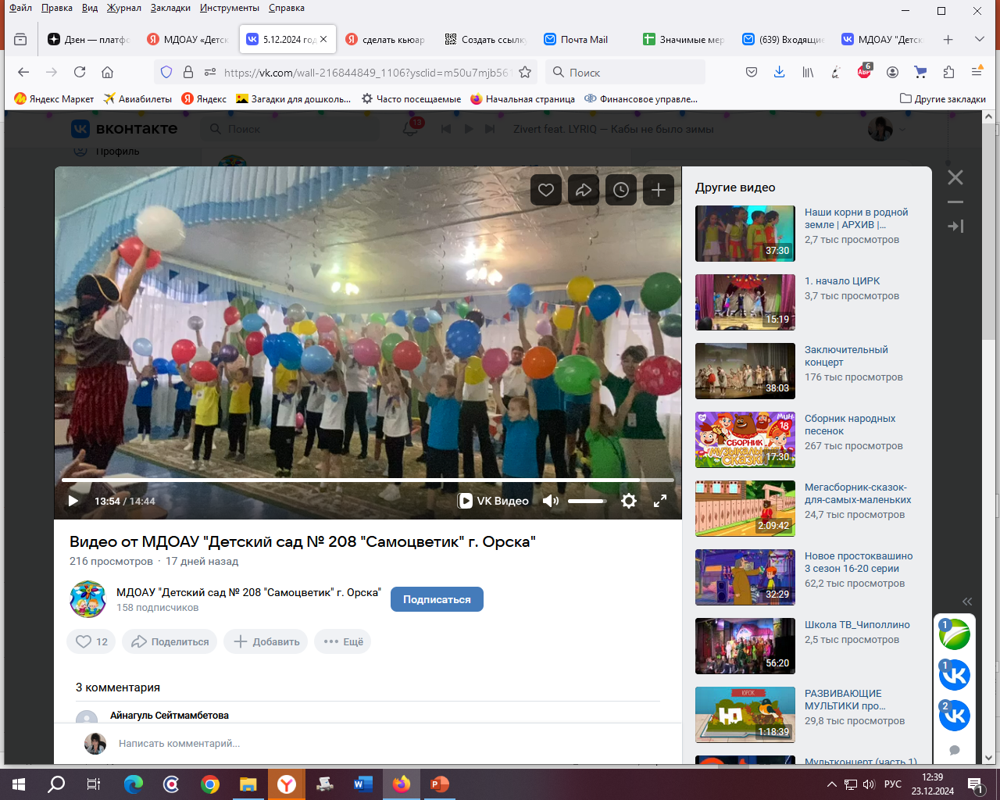 Файл Правка Вид Журнал Закладки Инструменты Справка
Дзен — платфо
МДОАУ «Детск
5.12.2024 год
сделать кьюар
Создать ссылку
Почта Mail
Значимые мер
(639) Входящие
МДОАУ "Детск
https://vk.com/wall-216844849_1106?ysclid=m50u7mjb561
Поиск
ABP
6
Яндекс Маркет
Авиабилеты
Яндекс
Загадки для дошколь...
Часто посещаемые
Начальная страница
Финансовое управле...
Другие закладки
ВКОНТАКТЕ
Поиск
13
Zivert feat. LYRIQ — Кабы не было зимы
Профиль
13:54 / 14:44
VK Видео
Видео от МДОАУ "Детский сад № 208 "Самоцветик" г. Орска"
216 просмотров · 17 дней назад
МДОАУ "Детский сад № 208 "Самоцветик" г. Орска"
158 подписчиков
Подписаться
12
Поделиться
Добавить
Ещё
3 комментария
Айнагуль Сейтмамбетова
Написать комментарий...
Другие видео
37:30
Наши корни в родной
земле | АРХИВ |...
2,7 тыс просмотров
15:19
1. начало ЦИРК
3,7 тыс просмотров
38:03
Заключительный
концерт
176 тыс просмотров
СБОРНИК
18
17:30
Сборник народных
песенок
267 тыс просмотров
2:09:42
Мегасборник-сказок-
для-самых-маленьких
24,7 тыс просмотров
32:29
Новое простоквашино
3 сезон 16-20 серии
62,2 тыс просмотров
56:20
Школа ТВ_Чиполлино
2,5 тыс просмотров
1:18:39
РАЗВИВАЮЩИЕ
МУЛЬТИКИ про...
29,8 тыс просмотров
Мультконцерт (часть 1)
1
1
2
РУС
12:39
23.12.2024
1